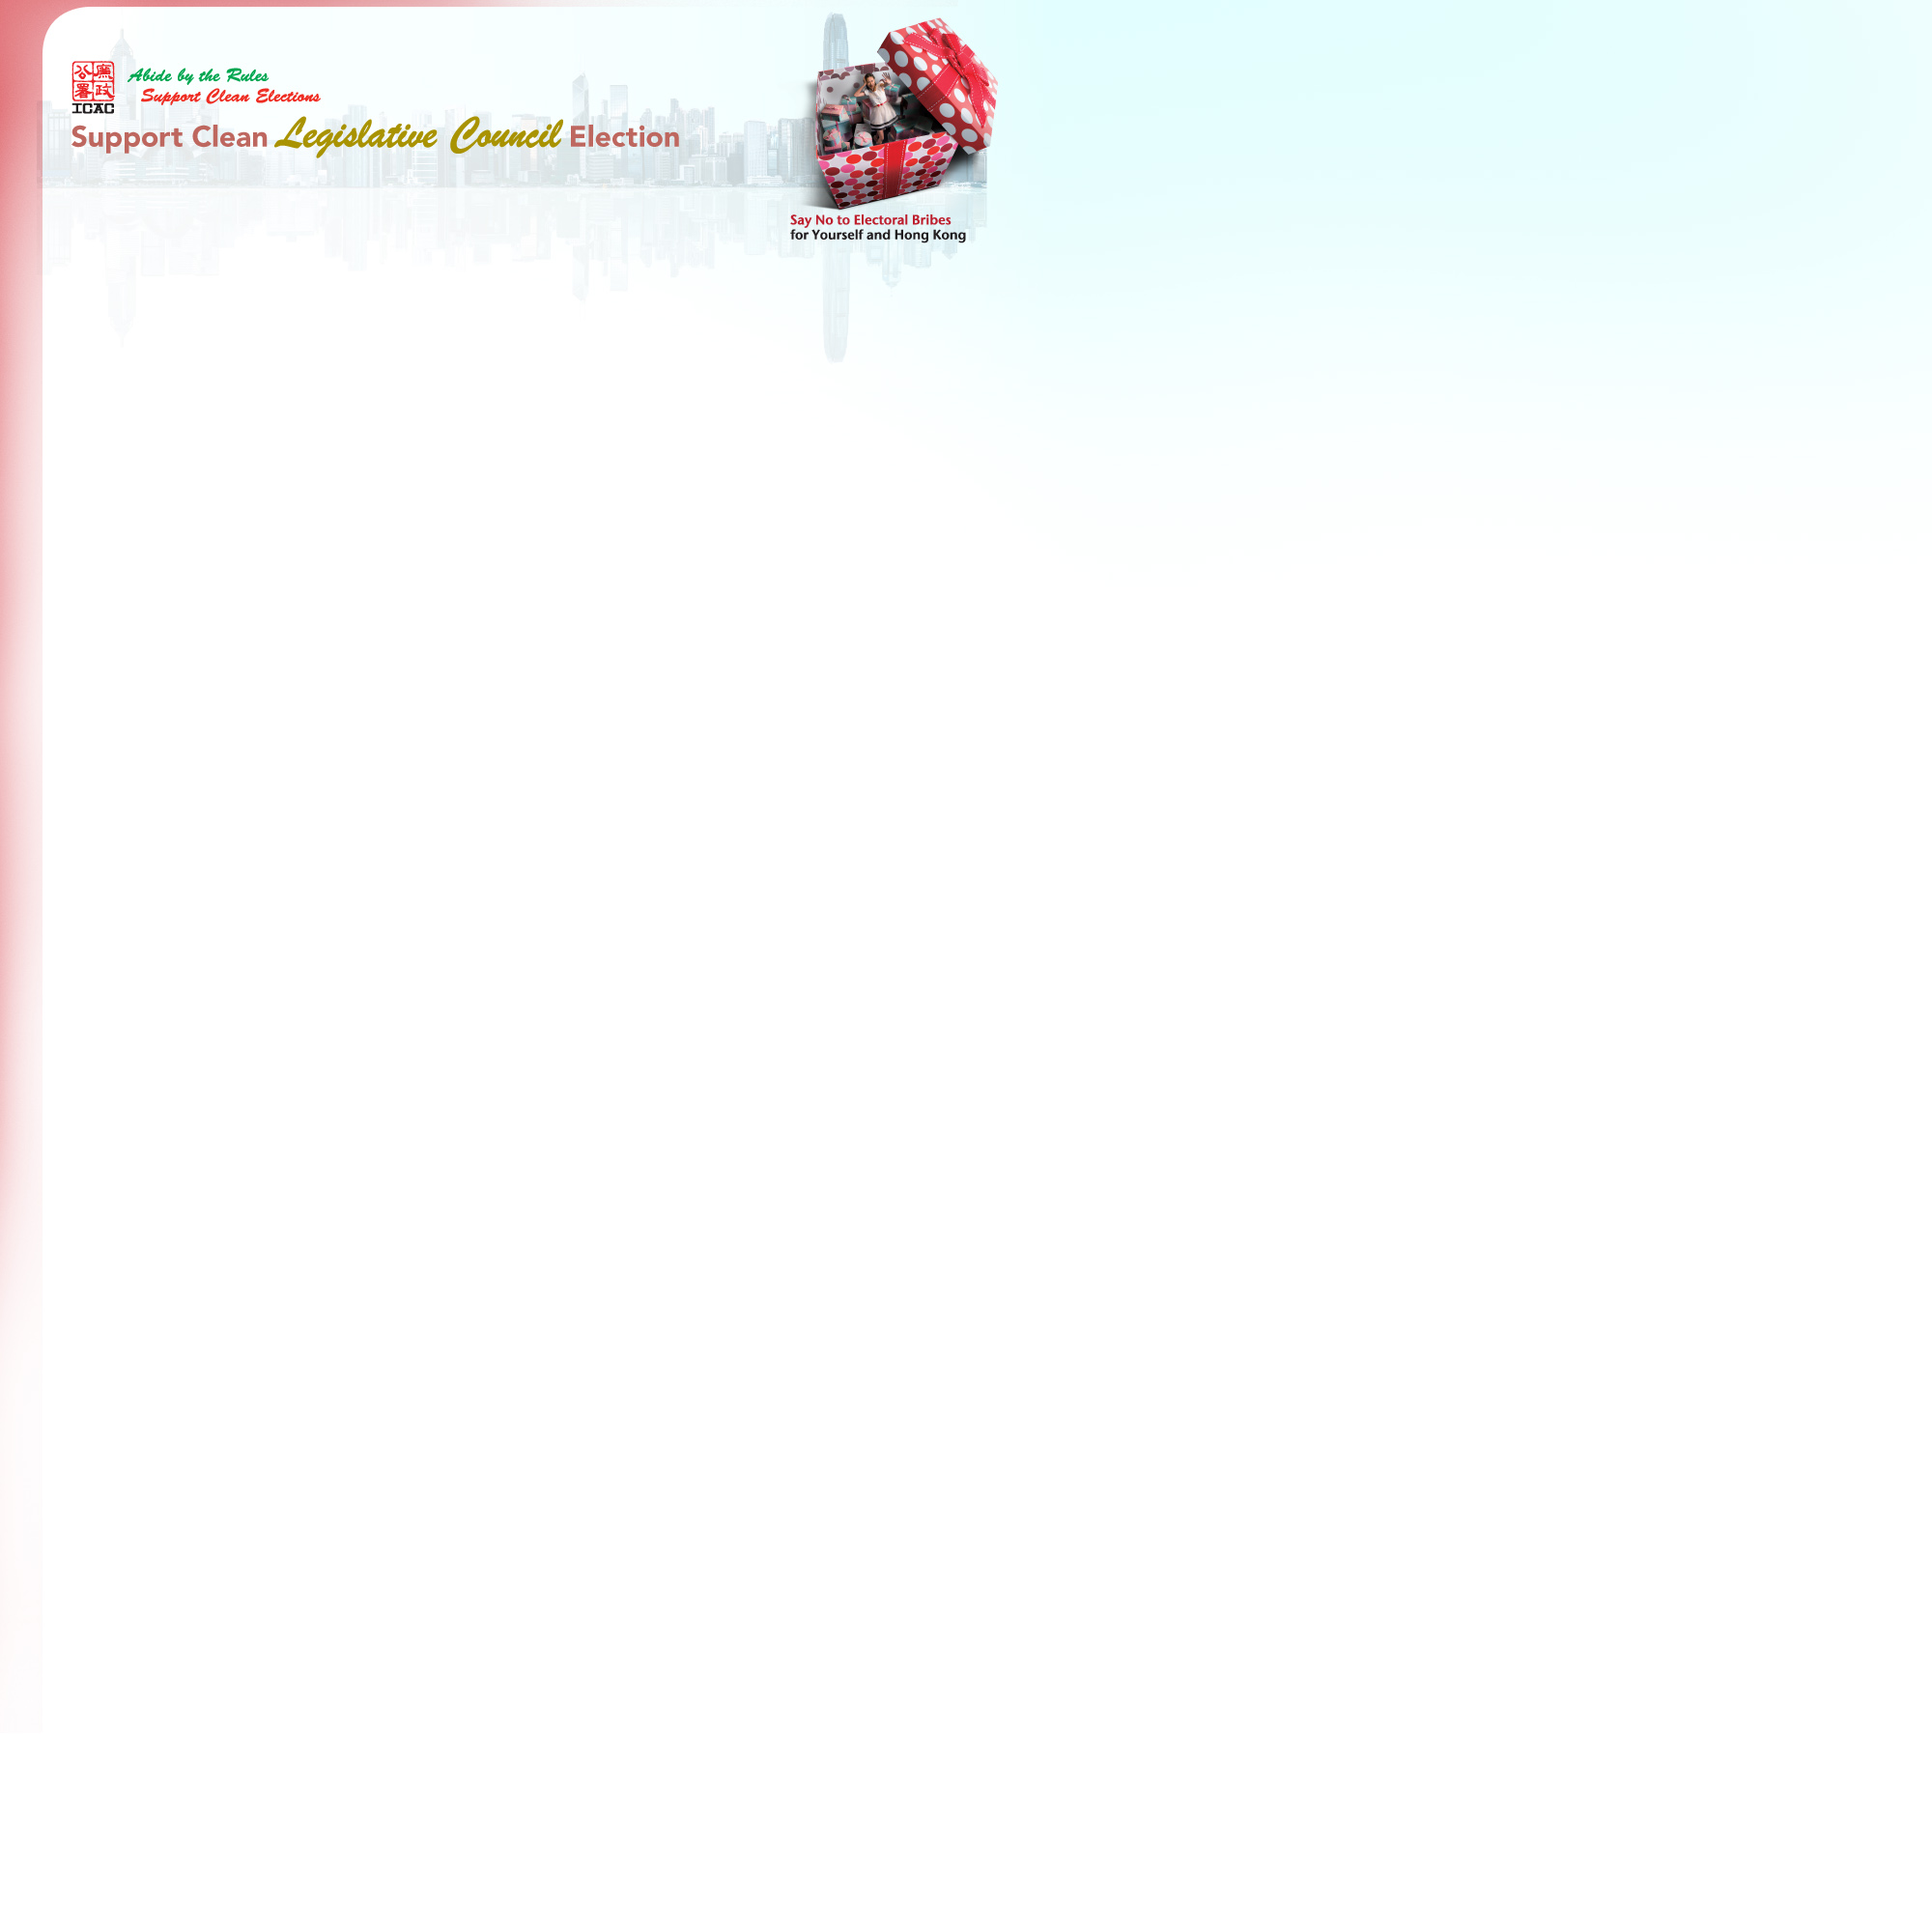 廉政公署
ICAC
Abide by the Rules
Support Clean Elections
Support Clean Legislative Council Election
Say No to Electoral Bribes
for Yourself and Hong Kong